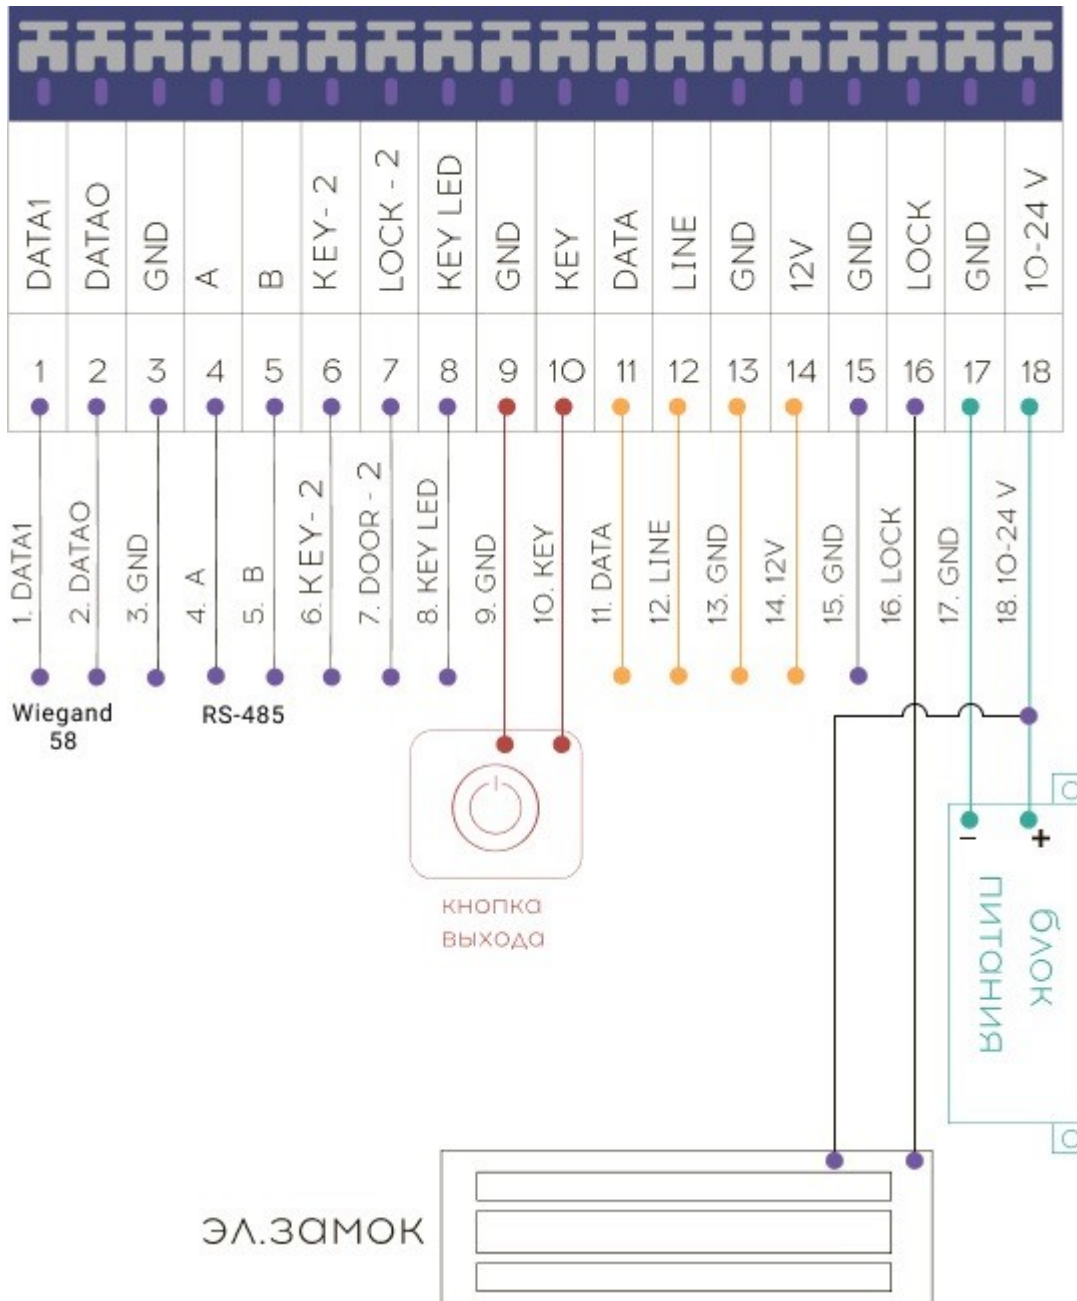 DATA1
DATAO
GND
A
B
KEY- 2
LOCK - 2
KEY LED
GND
KEY
DATA
LINE
GND
12V
GND
LOCK
GND
10-24 V
1 2 3 4 5 6 7 8 9 10 11 12 13 14 15 16 17 18
1. DATA1
2. DATAO
3. GND
4. A
5. B
6. KEY- 2
7. DOOR - 2
8. KEY LED
9. GND
10. KEY
11. DATA
12. LINE
13. GND
14. 12V
15. GND
16. LOCK
17. GND
18. 10-24 V
Wiegand
58
RS-485
кнопка
выхода
– +
блок
питания
эл.замок